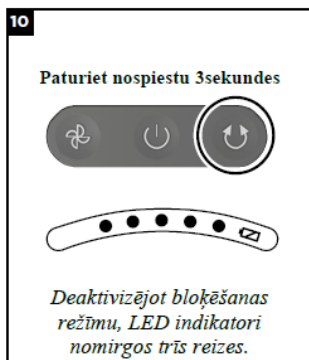 10
Paturiet nospiestu 3sekundes
Deaktivizējot bloķēšanas
režīmu, LED indikatori
nomirgos trīs reizes.